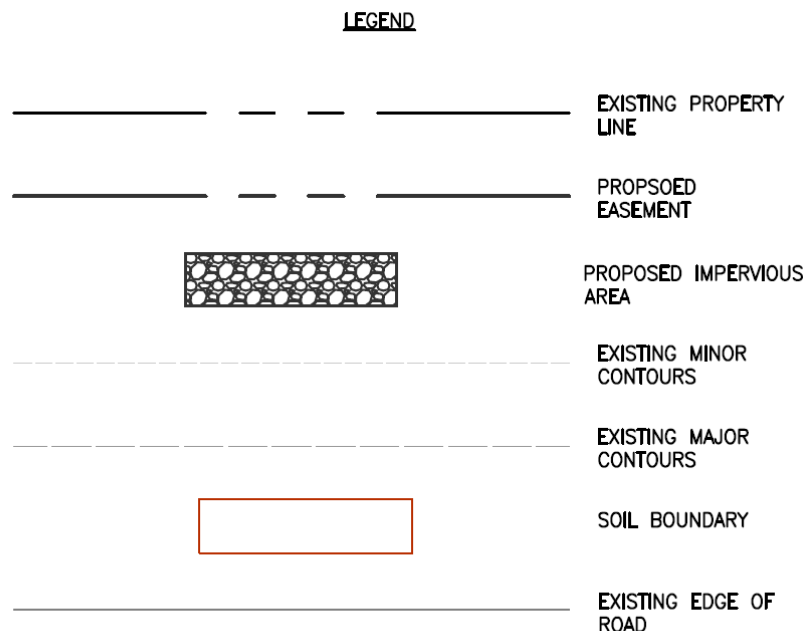 LEGEND
EXISTING PROPERTY
LINE
PROPSOED
EASEMENT
PROPOSED IMPERVIOUS
AREA
EXISTING MINOR
CONTOURS
EXISTING MAJOR
CONTOURS
SOIL BOUNDARY
EXISTING EDGE OF
ROAD